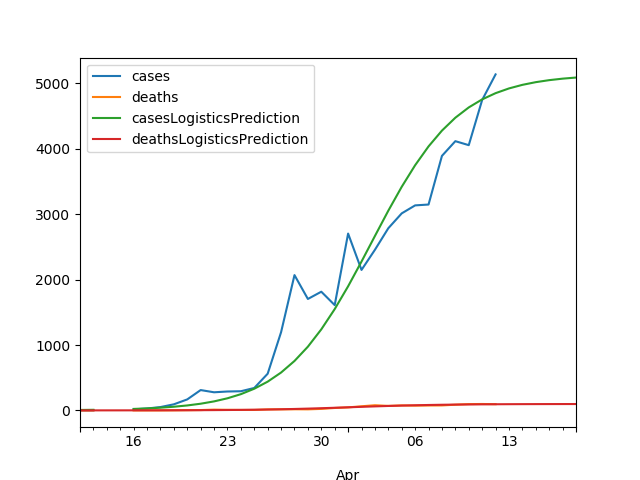 cases
deaths
casesLogisticsPrediction
deathsLogisticsPrediction
5000
4000
3000
2000
1000
0
16 23 30 06 13
Apr